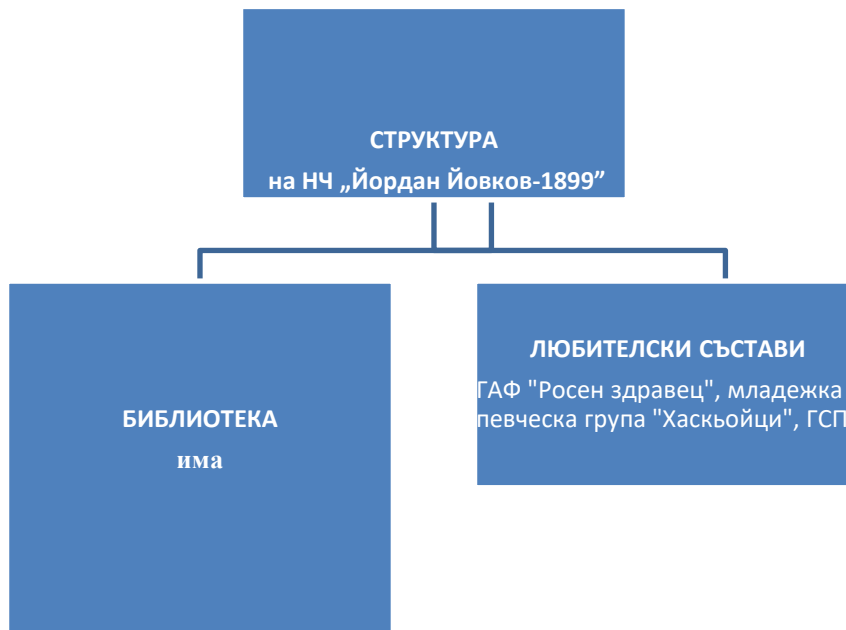 СТРУКТУРА
на НЧ „Йордан Йовков-1899”
БИБЛИОТЕКА
има
ЛЮБИТЕЛСКИ СЪСТАВИ
ГАФ "Росен здравец", младежка
певческа група "Хаскьойци", ГСП